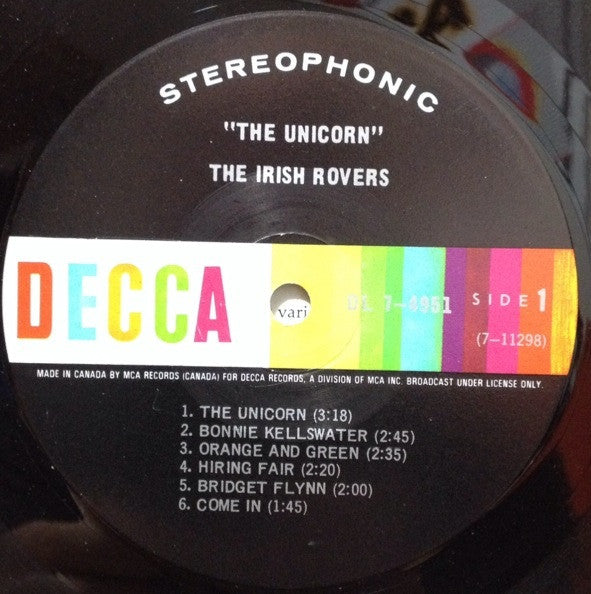 STEREOPHONIC
"THE UNICORN"
THE IRISH ROVERS
DECCA
vari
DL 7-4951
SIDE 1
(7-11298)
MADE IN CANADA BY MCA RECORDS (CANADA) FOR DECCA RECORDS, A DIVISION OF MCA INC. BROADCAST UNDER LICENSE ONLY.
1. THE UNICORN (3:18)
2. BONNIE KELLSWATER (2:45)
3. ORANGE AND GREEN (2:35)
4. HIRING FAIR (2:20)
5. BRIDGET FLYNN (2:00)
6. COME IN (1:45)